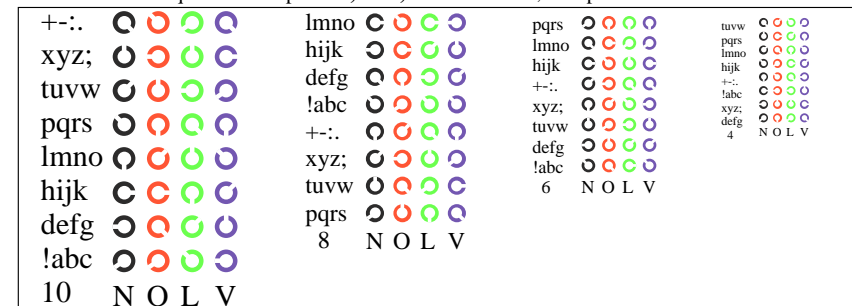 +-:.
xyz;
tuvw
pqrs
lmno
hijk
defg
!abc
10 N O L V
lmno
hijk
defg
!abc
+-:.
xyz;
tuvw
pqrs
8 N O L V
pqrs
lmno
hijk
+-:.
xyz;
tuvw
defg
!abc
6 N O L V
tuvw
pqrs
lmno
hijk
+-:.
!abc
xyz;
defg
4 N O L V